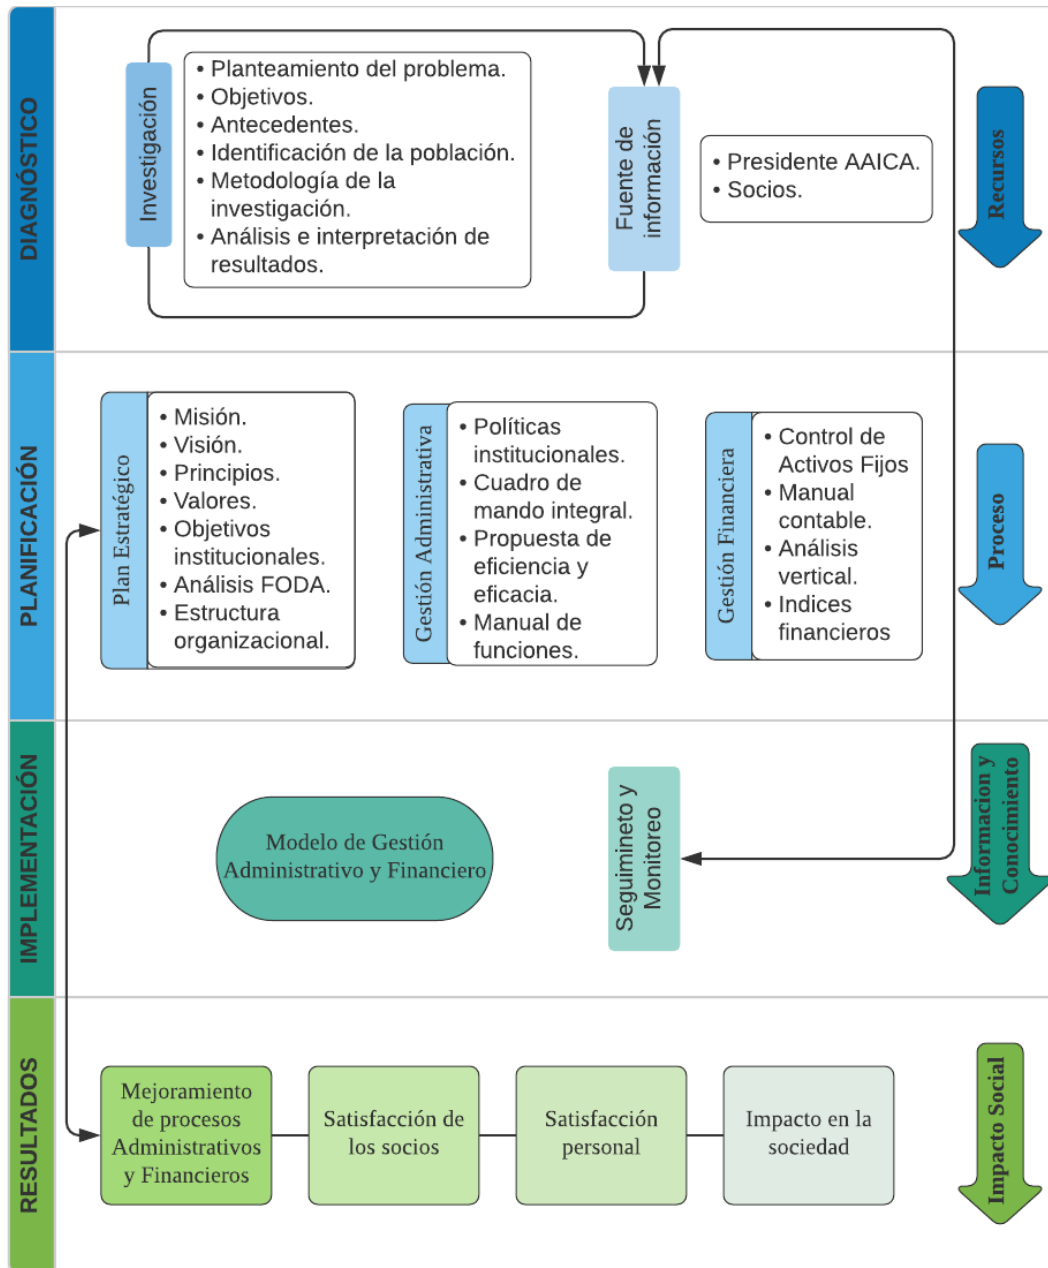 DIAGNÓSTICO
Investigación
• Planteamiento del problema.
• Objetivos.
• Antecedentes.
• Identificación de la población.
• Metodología de la
investigación.
• Análisis e interpretación de
resultados.
Fuente de
información
• Presidente AAICA.
• Socios.
Recursos
PLANIFICACIÓN
Plan Estratégico
• Misión.
• Visión.
• Principios.
• Valores.
• Objetivos
institucionales.
• Análisis FODA.
• Estructura
organizacional.
Gestión Administrativa
• Políticas
institucionales.
• Cuadro de
mando integral.
• Propuesta de
eficiencia y
eficacia.
• Manual de
funciones.
Gestión Financiera
• Control de
Activos Fijos
• Manual
contable.
• Análisis
vertical.
• Indices
financieros
Proceso
IMPLEMENTACIÓN
Modelo de Gestión
Administrativo y Financiero
Seguimineto y
Monitoreo
Informacion y
Conocimiento
RESULTADOS
Mejoramiento
de procesos
Administrativos
y Financieros
Satisfacción de
los socios
Satisfacción
personal
Impacto en la
sociedad
Impacto Social